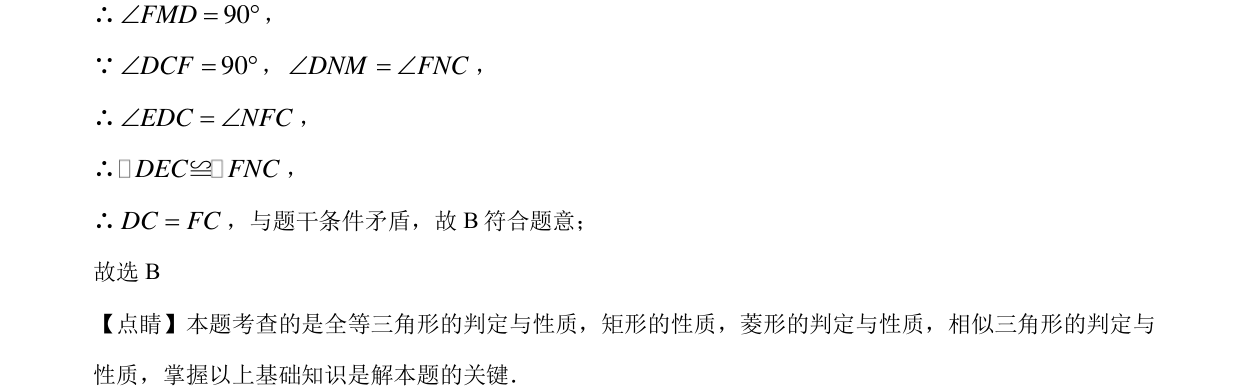 ∴∠FMD = 90°，
∵∠DCF = 90°，∠DNM = ∠FNC，
∴∠EDC = ∠NFC，
∴□DEC≌□FNC，
∴DC = FC，与题干条件矛盾，故 B 符合题意；
故选 B
【点睛】本题考查的是全等三角形的判定与性质，矩形的性质，菱形的判定与性质，相似三角形的判定与
性质，掌握以上基础知识是解本题的关键．